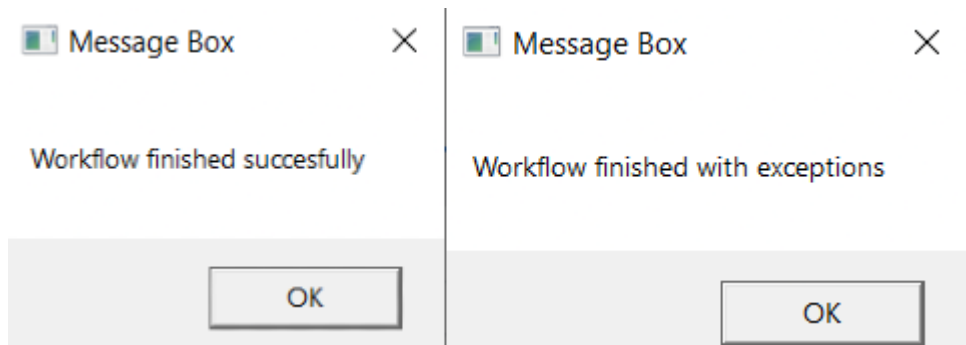 Message Box
Workflow finished succesfully
OK
Message Box
Workflow finished with exceptions
OK